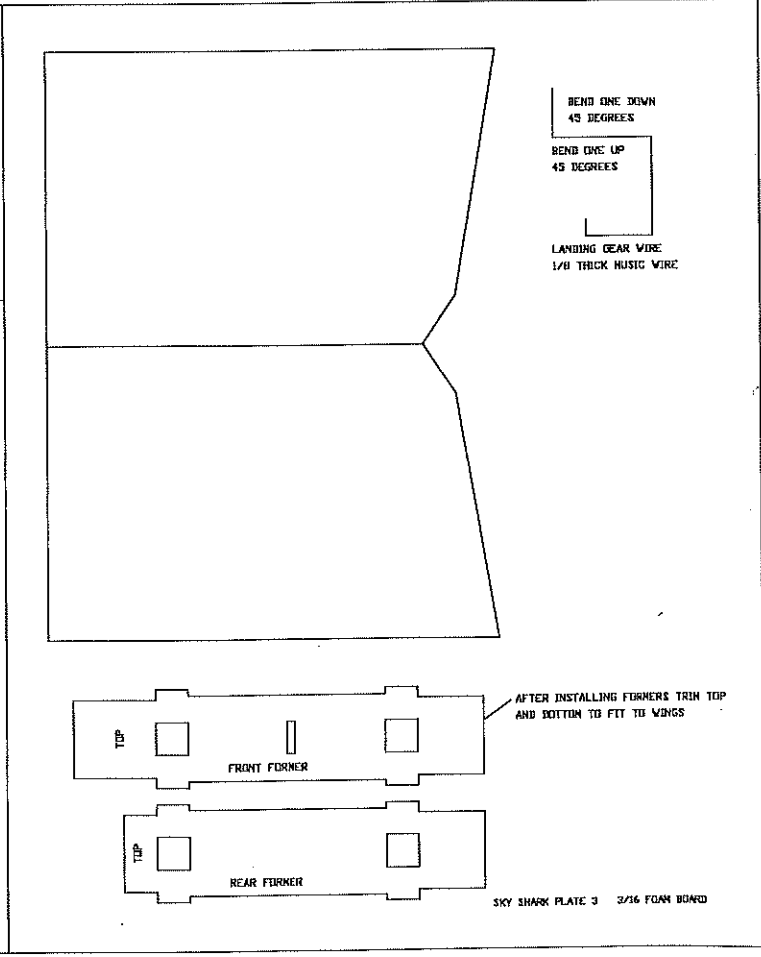 BEND ONE DOWN
45 DEGREES
BEND ONE UP
45 DEGREES
LANDING GEAR WIRE
1/8 THICK MUSIC WIRE
AFTER INSTALLING FORMERS TRIM TOP
AND BOTTOM TO FIT TO WINGS
TOP
FRONT FORMER
TOP
REAR FORMER
SKY SHARK PLATE 3 3/16 FOAM BOARD